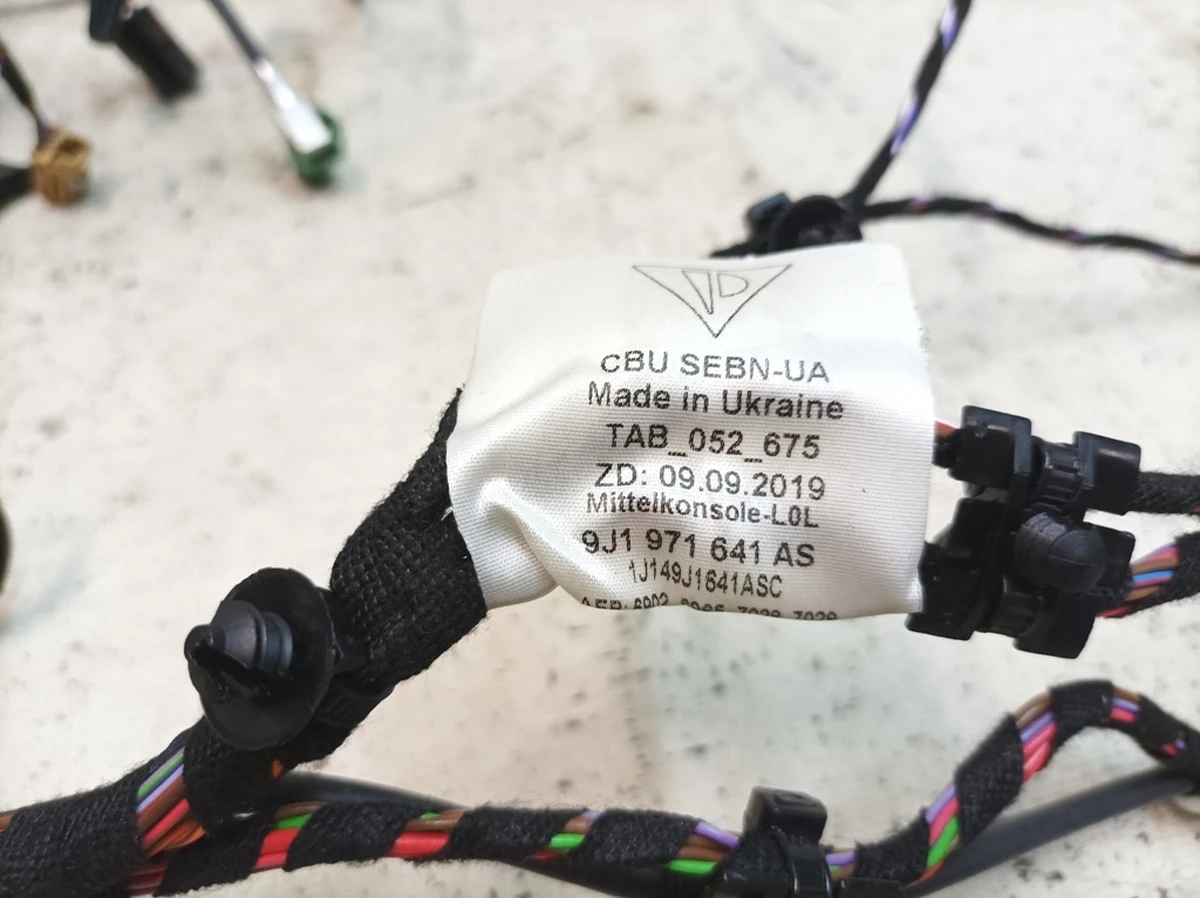 CBU SEBN-UA
Made in Ukraine
TAB_052_675
ZD: 09.09.2019
Mittelkonsole-L0L
9J1 971 641 AS
1J149J1641ASC